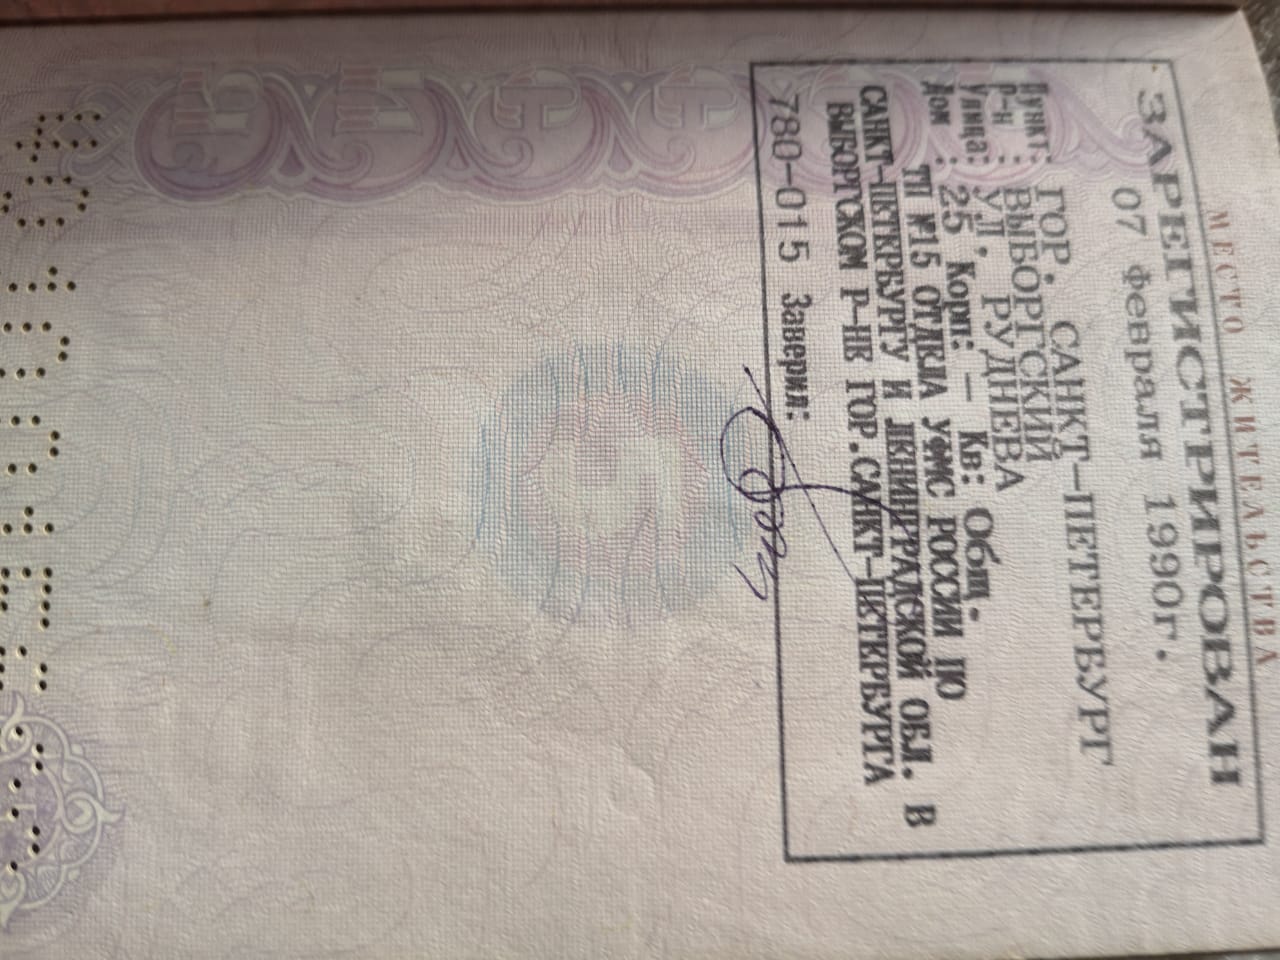 МЕСТО ЖИТЕЛЬСТВА
ЗАРЕГИСТРИРОВАН
07 февраля 1990г.
Пункт: ГОР. САНКТ-ПЕТЕРБУРГ
Р-н : ВЫБОРГСКИЙ
Улица: УЛ. РУДНЕВА
Дом : 25 Корп: – Кв: Общ.
ТП №15 ОТДЕЛА УФМС РОССИИ ПО
САНКТ-ПЕТЕРБУРГУ И ЛЕНИНГРАДСКОЙ ОБЛ. В
ВЫБОРГСКОМ Р-НЕ ГОР.САНКТ-ПЕТЕРБУРГА
780-015 Заверил: